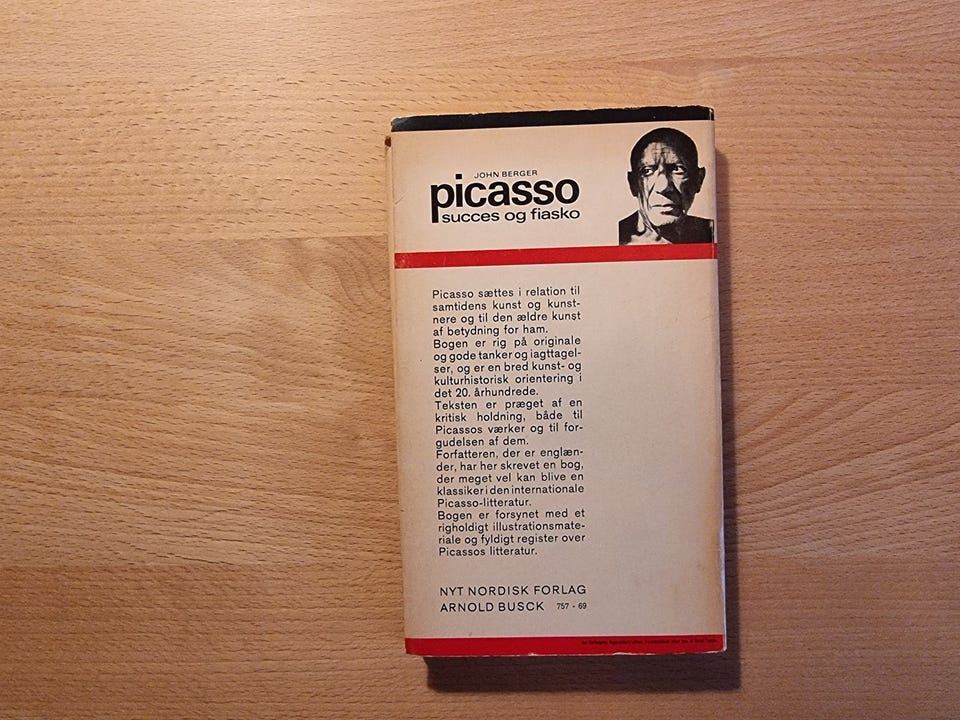 JOHN BERGER
picasso
succes og fiasko
Picasso sættes i relation til
samtidens kunst og kunst-
nere og til den ældre kunst
af betydning for ham.
Bogen er rig på originale
og gode tanker og iagttagel-
ser, og er en bred kunst- og
kulturhistorisk orientering i
det 20. århundrede.
Teksten er præget af en
kritisk holdning, både til
Picassos værker og til for-
gudelsen af dem.
Forfatteren, der er englæn-
der, har her skrevet en bog,
der meget vel kan blive en
klassiker i den internationale
Picasso-litteratur.
Bogen er forsynet med et
righoldigt illustrationsmate-
riale og fyldigt register over
Picassos litteratur.
NYT NORDISK FORLAG
ARNOLD BUSCK 757 - 69